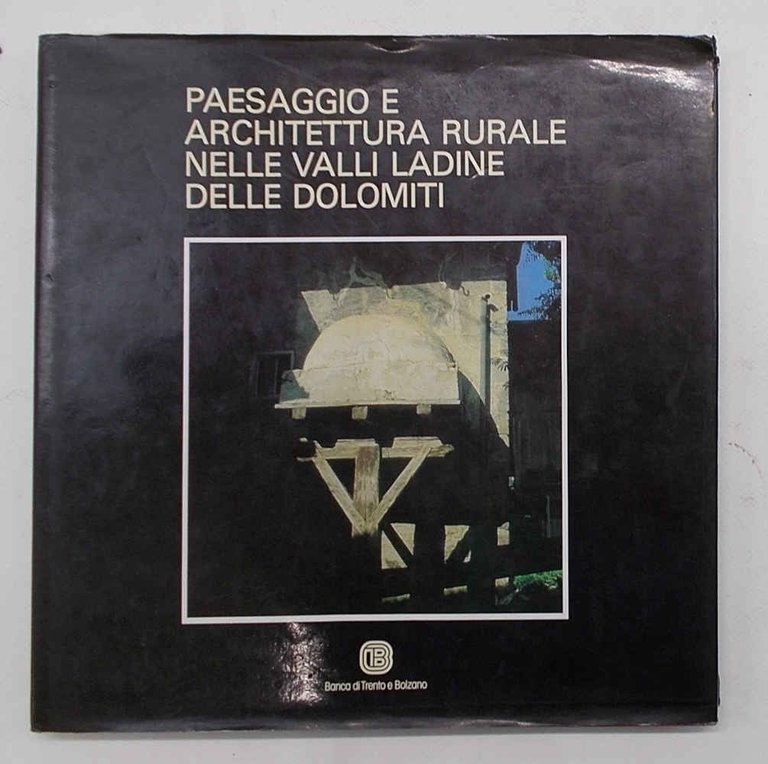 PAESAGGIO E
ARCHITETTURA RURALE
NELLE VALLI LADINE
DELLE DOLOMITI
Banca di Trento e Bolzano